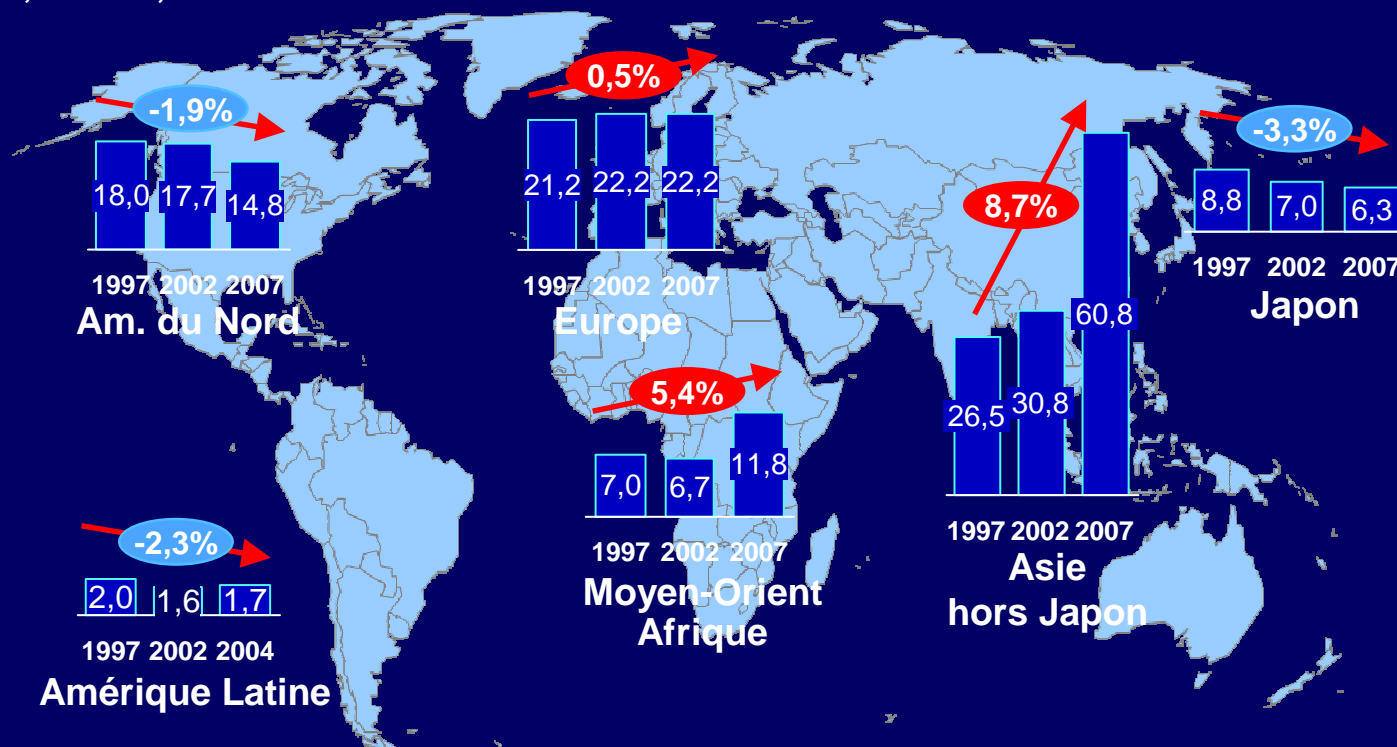 -1,9%
18,0 17,7 14,8
1997 2002 2007
Am. du Nord
0,5%
21,2 22,2 22,2
1997 2002 2007
Europe
8,7%
26,5 30,8 60,8
1997 2002 2007
Asie
hors Japon
-3,3%
8,8 7,0 6,3
1997 2002 2007
Japon
5,4%
7,0 6,7 11,8
1997 2002 2007
Moyen-Orient
Afrique
-2,3%
2,0 1,6 1,7
1997 2002 2004
Amérique Latine